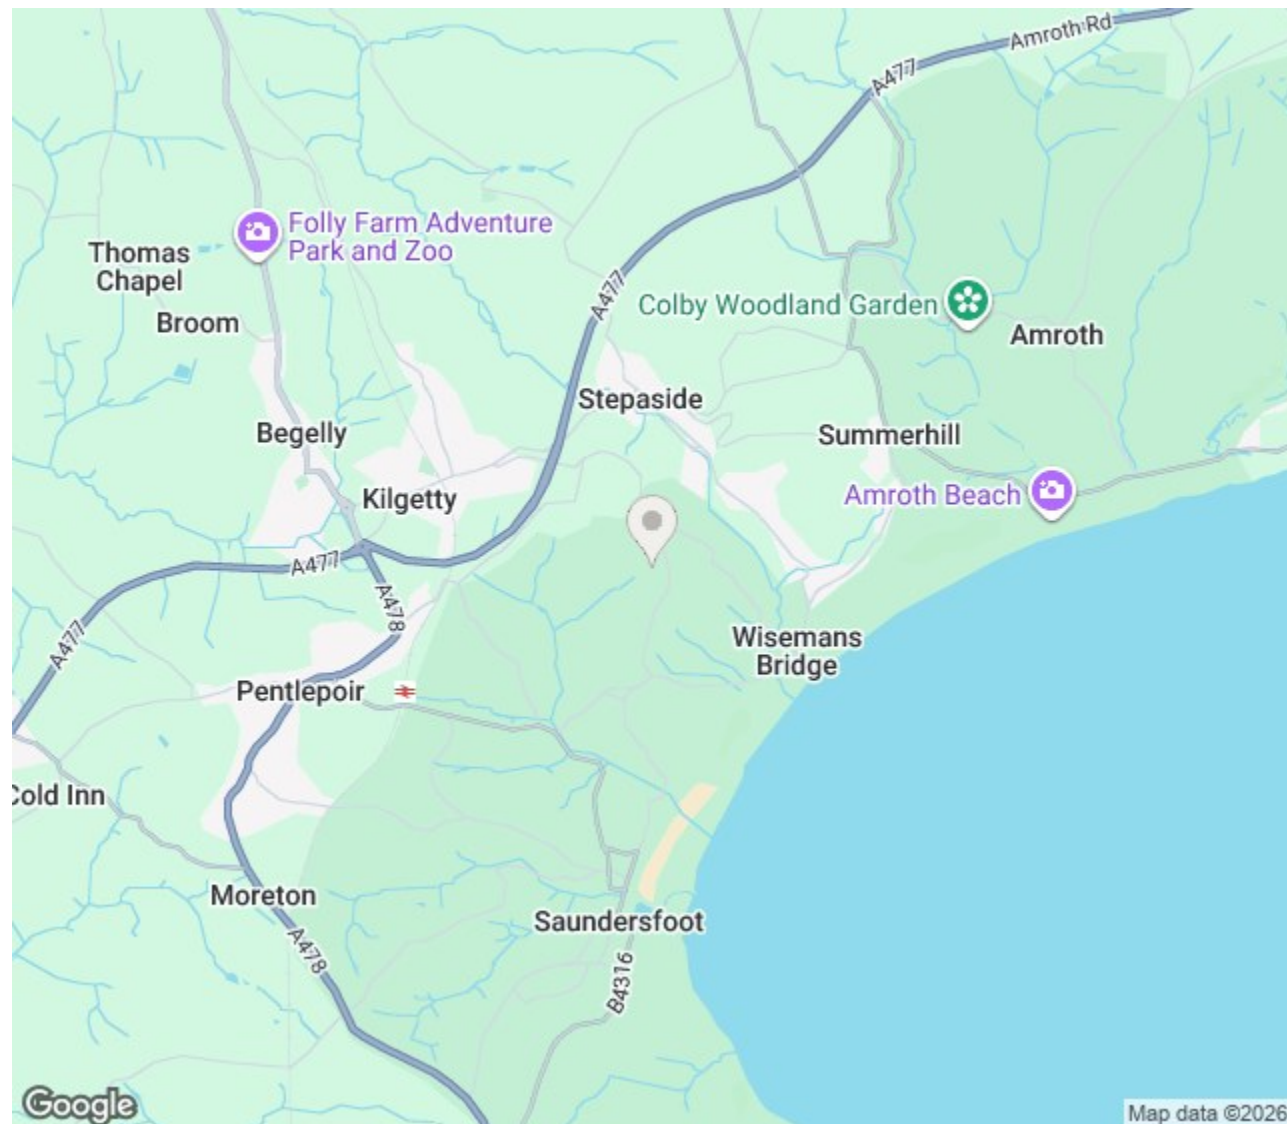 Amroth Rd
A477
Folly Farm Adventure
Park and Zoo
Thomas
Chapel
A477
Colby Woodland Garden
Broom
Amroth
Stepaside
Begelly
Summerhill
Kilgetty
Amroth Beach
A477
A478
A477
Wisemans
Bridge
Pentlepoir
Cold Inn
Moreton
Saundersfoot
A478
B4316
Google
Map data ©2026